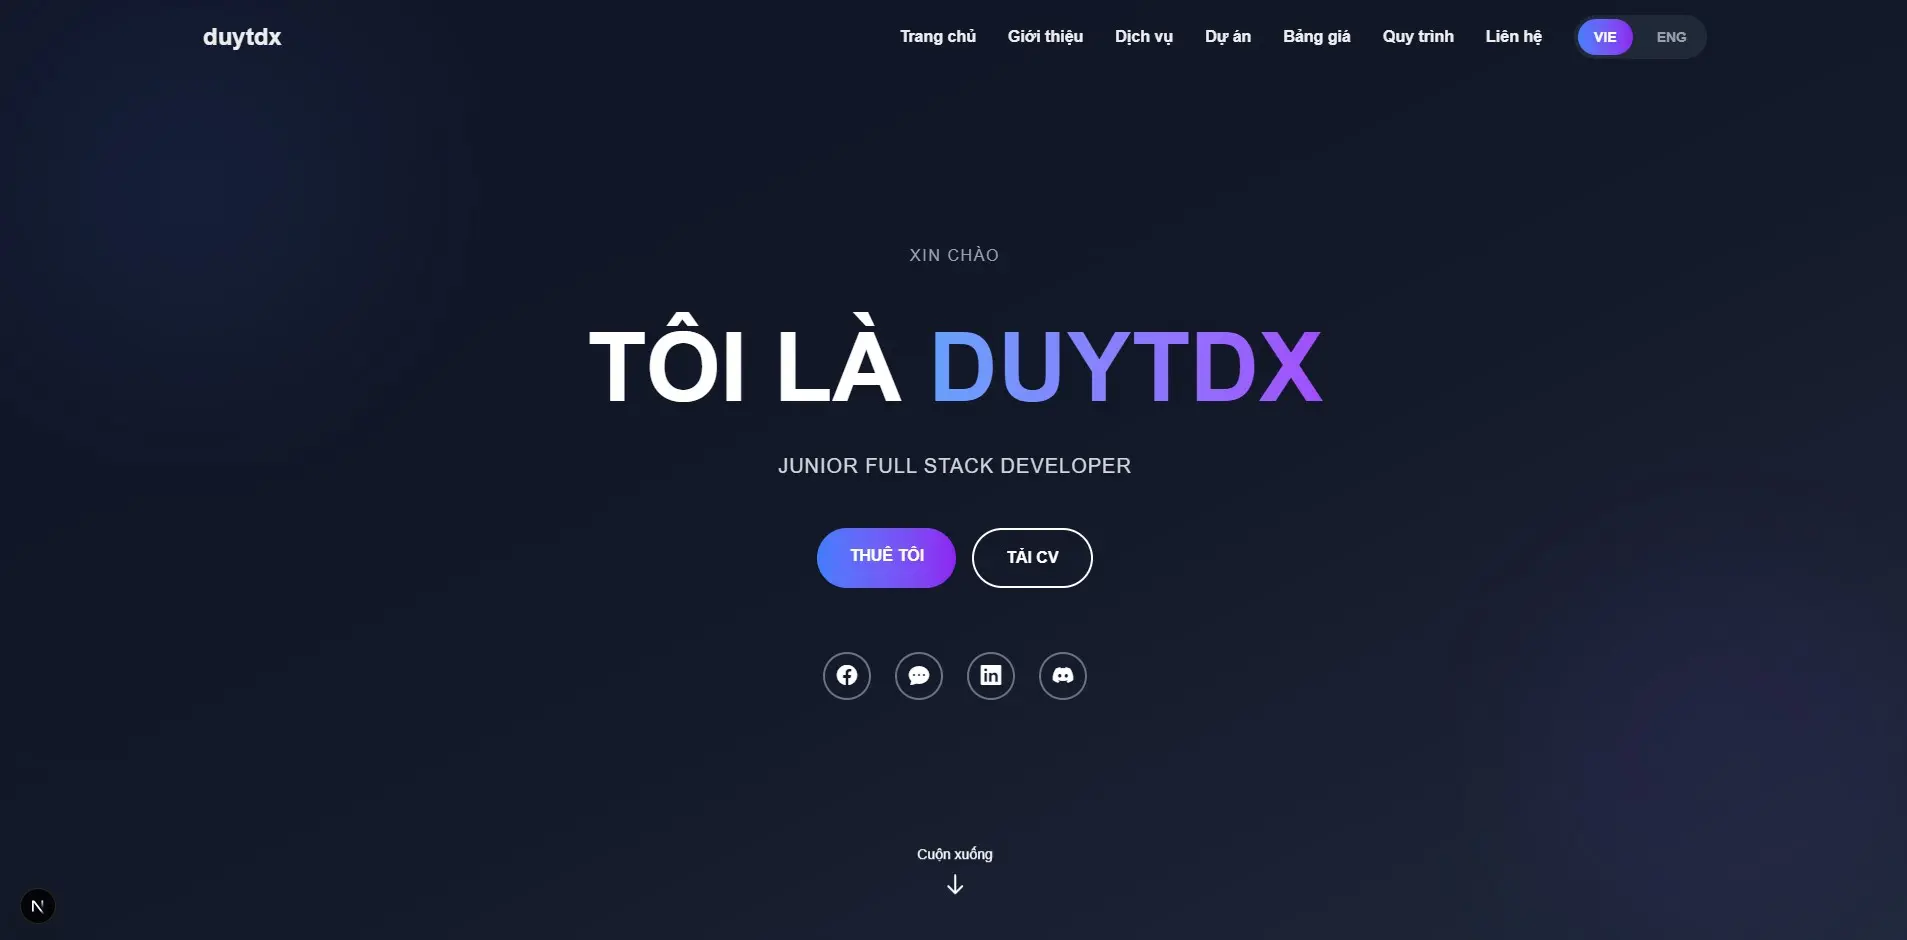 duytdx
Trang chủ Giới thiệu Dịch vụ Dự án Bảng giá Quy trình Liên hệ VIE ENG
XIN CHÀO
TÔI LÀ DUYTDX
JUNIOR FULL STACK DEVELOPER
THUÊ TÔI TẢI CV
Cuộn xuống
N